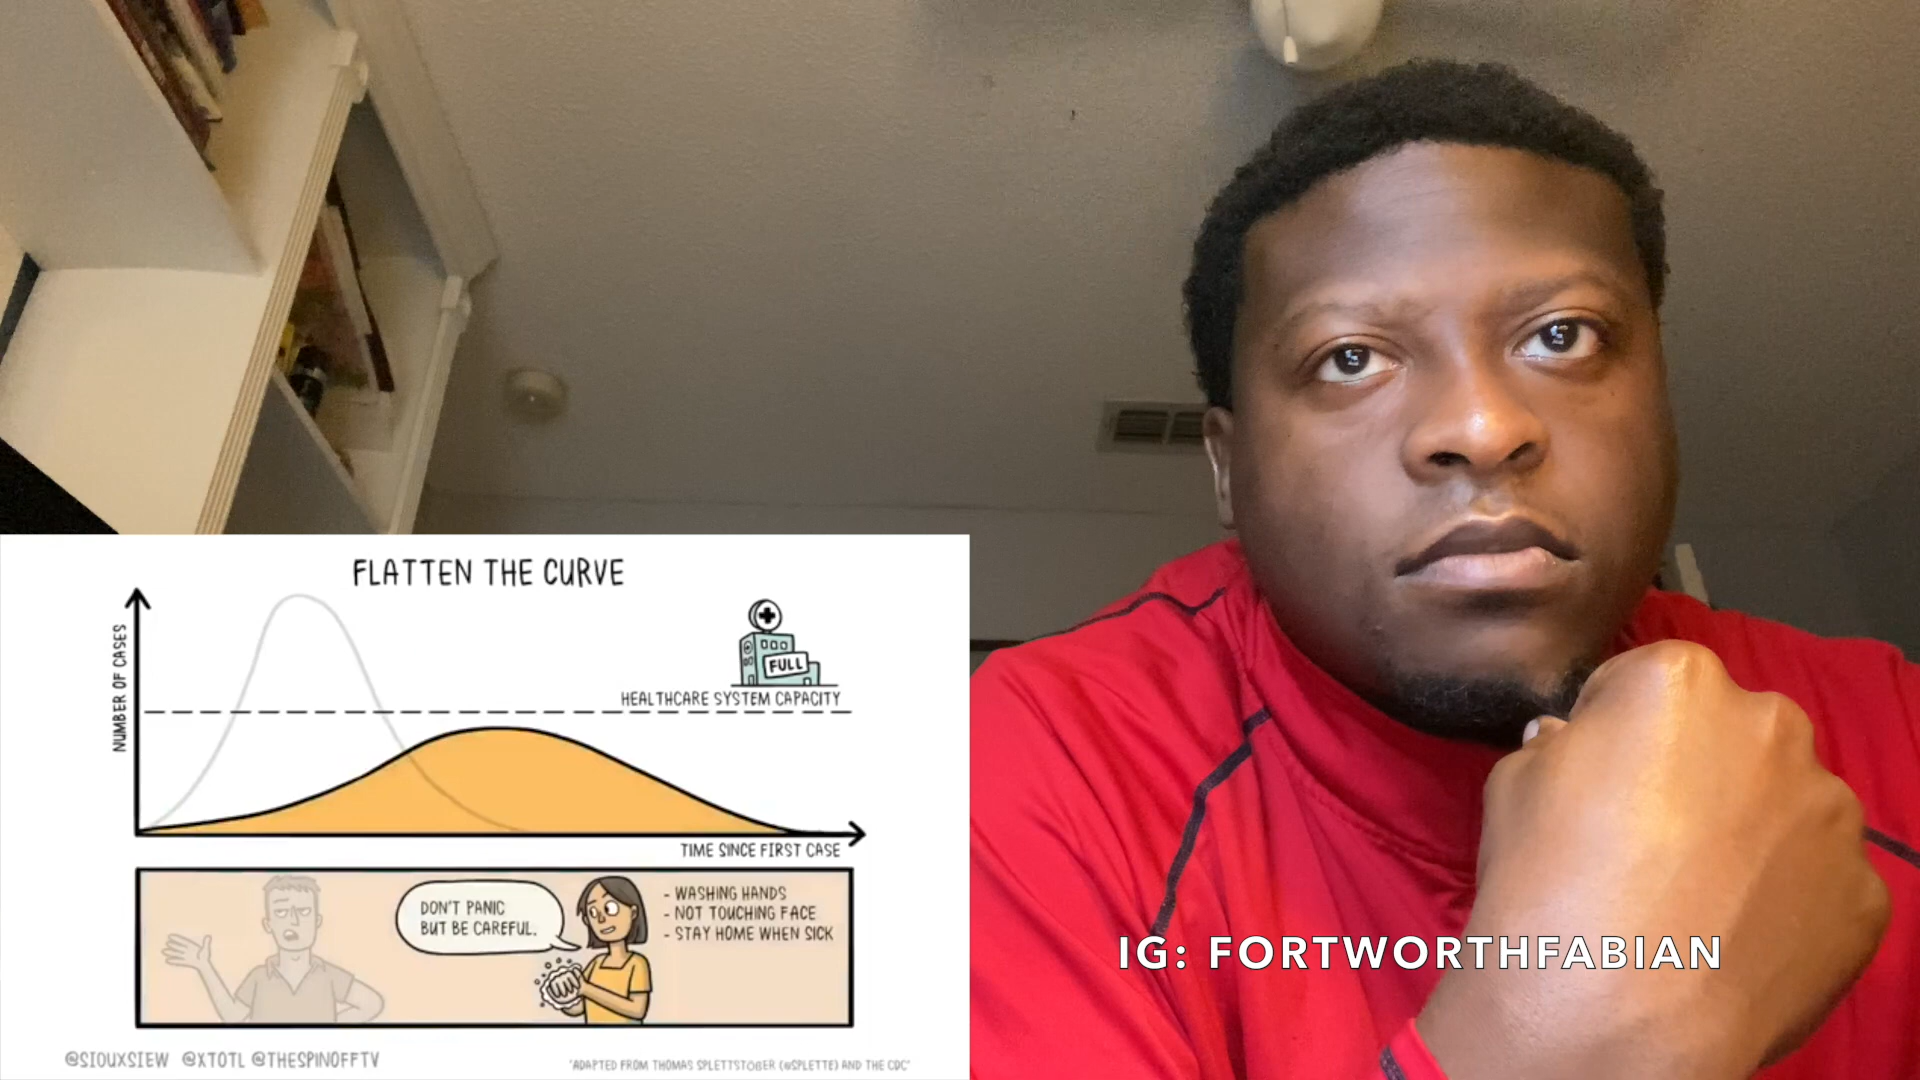 FLATTEN THE CURVE
NUMBER OF CASES
FULL
HEALTHCARE SYSTEM CAPACITY
TIME SINCE FIRST CASE
DON'T PANIC
BUT BE CAREFUL.
- WASHING HANDS
- NOT TOUCHING FACE
- STAY HOME WHEN SICK
@SIOUXSIEW @XTOTL @THESPINOFFTV
"ADAPTED FROM THOMAS SPLETTSTOBER (@SPLETTE) AND THE CDC"
IG: FORTWORTHFABIAN